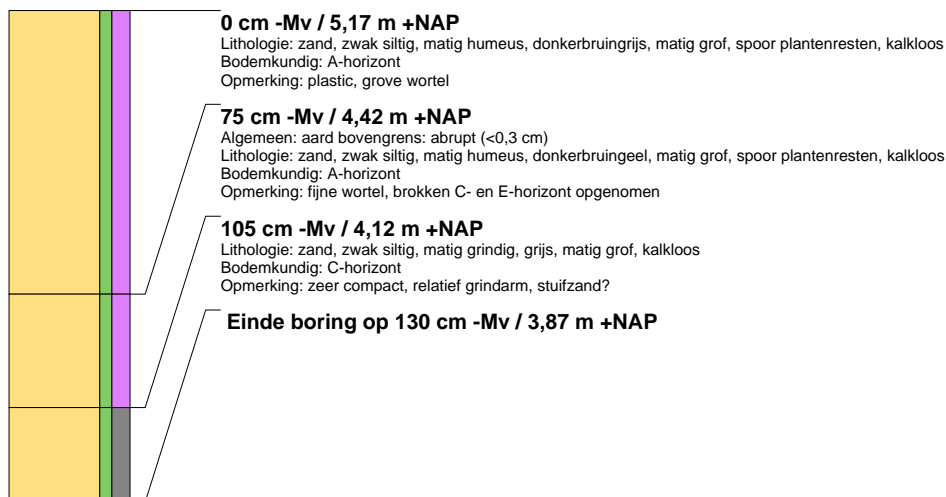 0 cm -Mv / 5,17 m +NAP
Lithologie: zand, zwak siltig, matig humeus, donkerbruingrijs, matig grof, spoor plantenresten, kalkloos
Bodemkundig: A-horizont
Opmerking: plastic, grove wortel
75 cm -Mv / 4,42 m +NAP
Algemeen: aard bovengrens: abrupt (<0,3 cm)
Lithologie: zand, zwak siltig, matig humeus, donkerbruingeel, matig grof, spoor plantenresten, kalkloos
Bodemkundig: A-horizont
Opmerking: fijne wortel, brokken C- en E-horizont opgenomen
105 cm -Mv / 4,12 m +NAP
Lithologie: zand, zwak siltig, matig grindig, grijs, matig grof, kalkloos
Bodemkundig: C-horizont
Opmerking: zeer compact, relatief grindarm, stuifzand?
Einde boring op 130 cm -Mv / 3,87 m +NAP